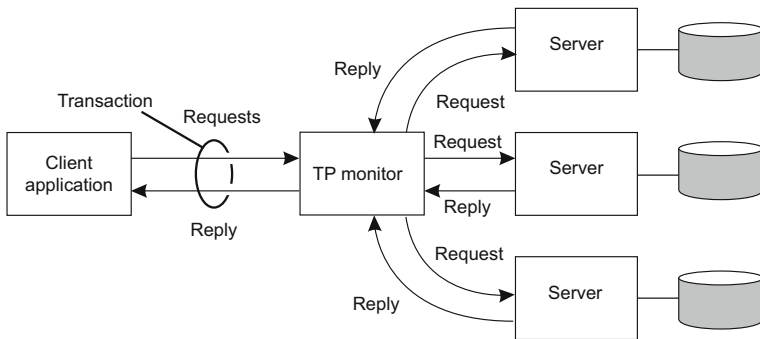 Server
Reply
Transaction
Requests
Request
Request
Client
application
TP monitor
Server
Reply
Reply
Request
Reply
Server